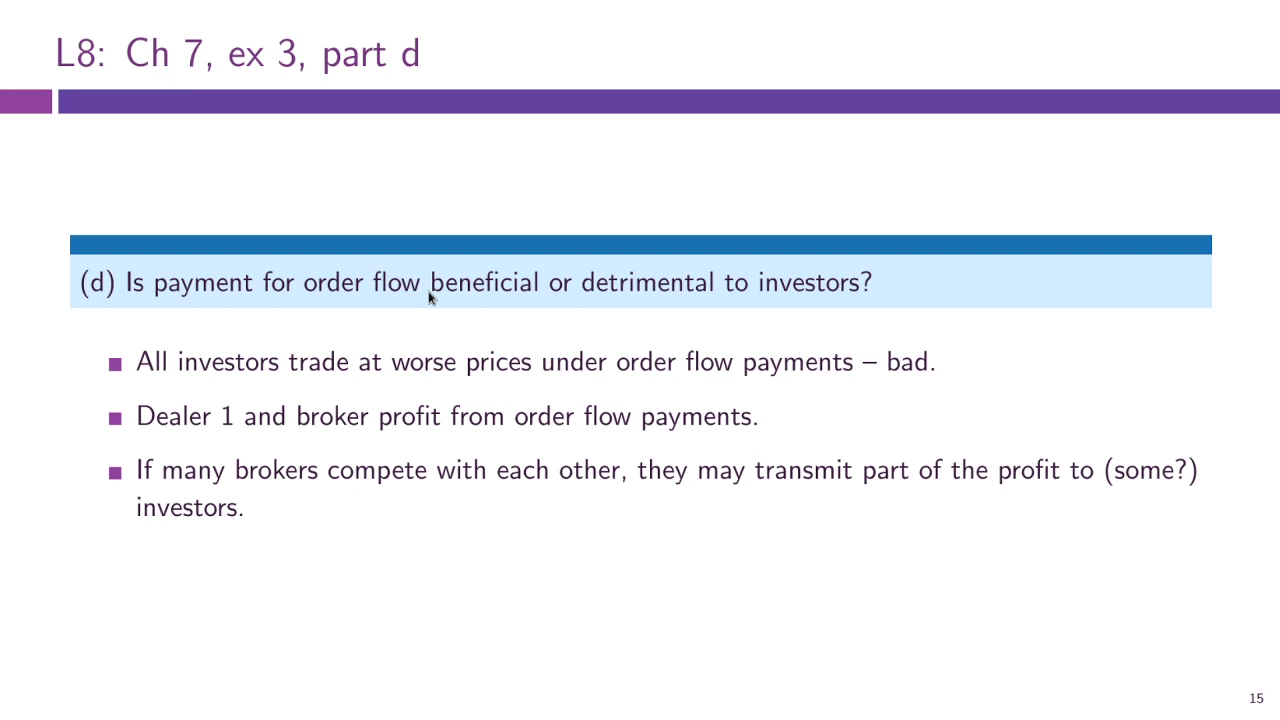 L8: Ch 7, ex 3, part d
(d) Is payment for order flow beneficial or detrimental to investors?
■ All investors trade at worse prices under order flow payments – bad.
■ Dealer 1 and broker profit from order flow payments.
■ If many brokers compete with each other, they may transmit part of the profit to (some?)
investors.
15